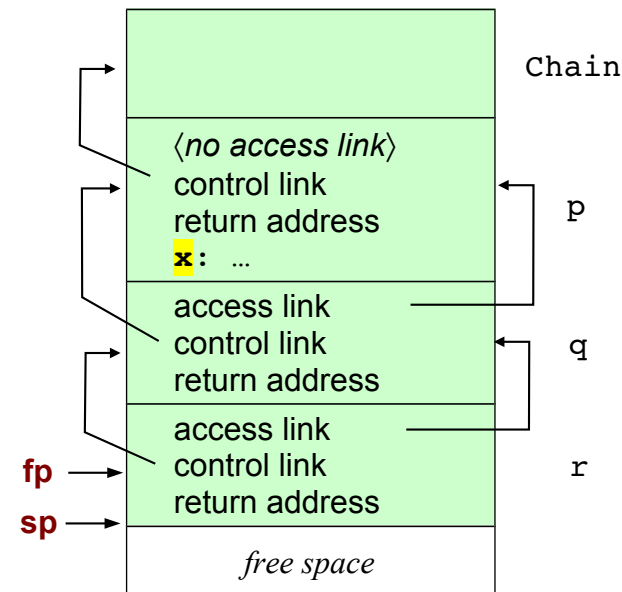 Chain
⟨no access link⟩
control link
return address
x: …
p
access link
control link
return address
q
access link
control link
return address
r
fp
sp
free space